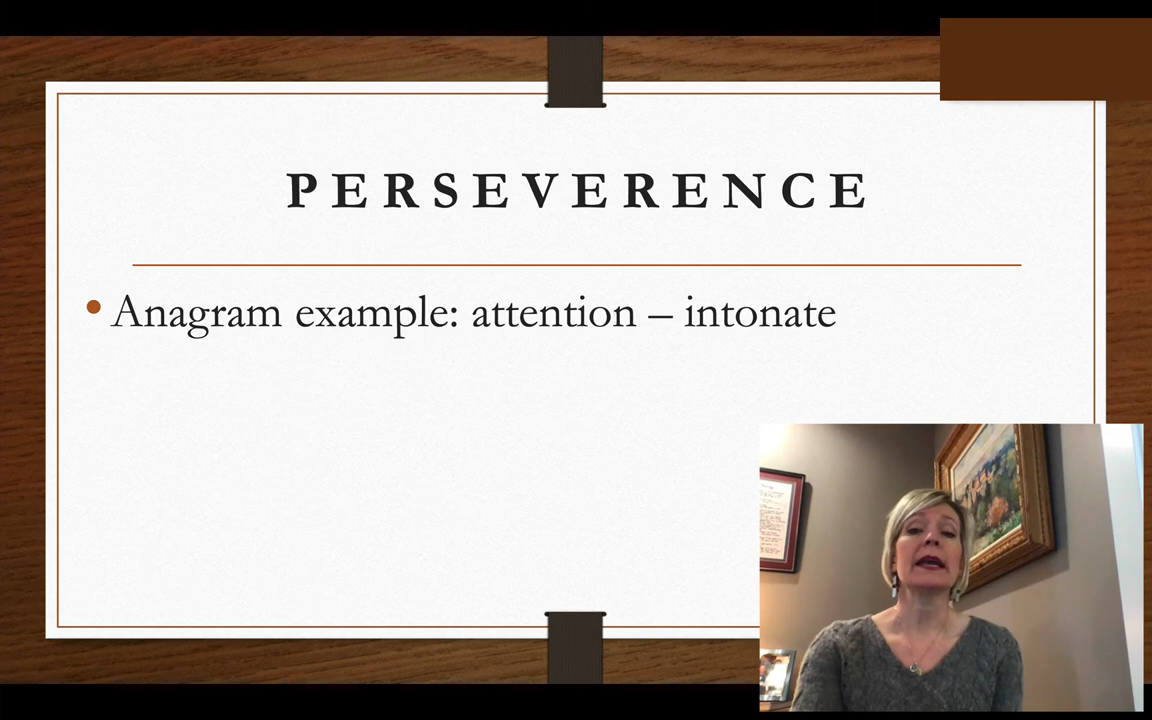 PERSEVERENCE
• Anagram example: attention – intonate